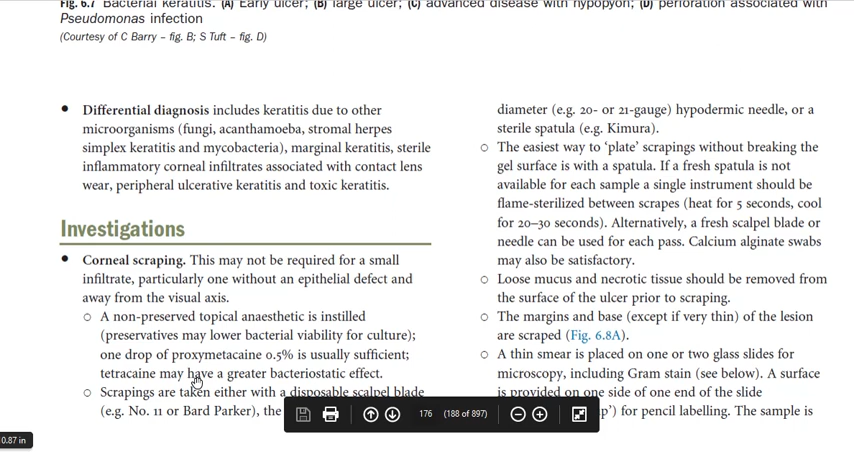 Fig. 6.7 Bacterial keratitis. (A) Early ulcer; (B) large ulcer; (C) advanced disease with hypopyon; (D) perforation associated with
Pseudomonas infection
(Courtesy of C Barry – fig. B; S Tuft – fig. D)
● Differential diagnosis includes keratitis due to other
microorganisms (fungi, acanthamoeba, stromal herpes
simplex keratitis and mycobacteria), marginal keratitis, sterile
inflammatory corneal infiltrates associated with contact lens
wear, peripheral ulcerative keratitis and toxic keratitis.
Investigations
● Corneal scraping. This may not be required for a small
infiltrate, particularly one without an epithelial defect and
away from the visual axis.
○ A non-preserved topical anaesthetic is instilled
(preservatives may lower bacterial viability for culture);
one drop of proxymetacaine 0.5% is usually sufficient;
tetracaine may have a greater bacteriostatic effect.
○ Scrapings are taken either with a disposable scalpel blade
(e.g. No. 11 or Bard Parker), the
diameter (e.g. 20- or 21-gauge) hypodermic needle, or a
sterile spatula (e.g. Kimura).
○ The easiest way to ‘plate’ scrapings without breaking the
gel surface is with a spatula. If a fresh spatula is not
available for each sample a single instrument should be
flame-sterilized between scrapes (heat for 5 seconds, cool
for 20–30 seconds). Alternatively, a fresh scalpel blade or
needle can be used for each pass. Calcium alginate swabs
may also be satisfactory.
○ Loose mucus and necrotic tissue should be removed from
the surface of the ulcer prior to scraping.
○ The margins and base (except if very thin) of the lesion
are scraped (Fig. 6.8A).
○ A thin smear is placed on one or two glass slides for
microscopy, including Gram stain (see below). A surface
is provided on one side of one end of the slide
’) for pencil labelling. The sample is
176 (188 of 897)
0.87 in